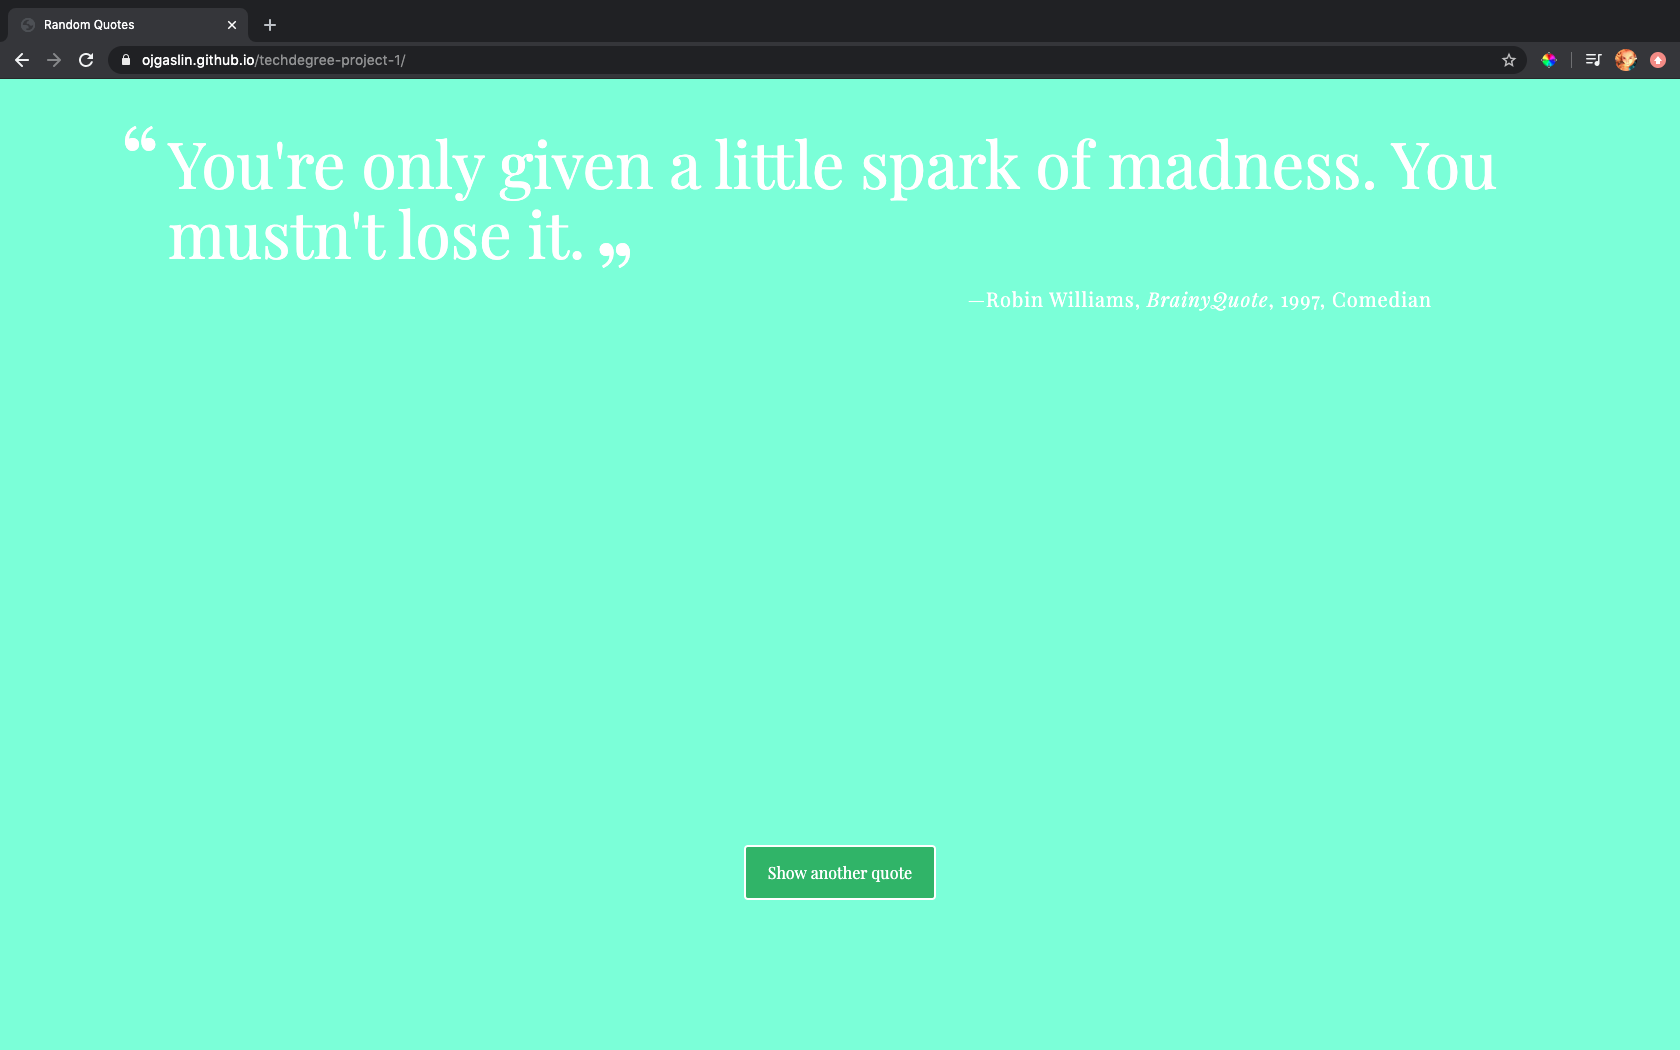 Random Quotes
ojgaslin.github.io/techdegree-project-1/
“ You're only given a little spark of madness. You
mustn't lose it. ”
—Robin Williams, BrainyQuote, 1997, Comedian
Show another quote